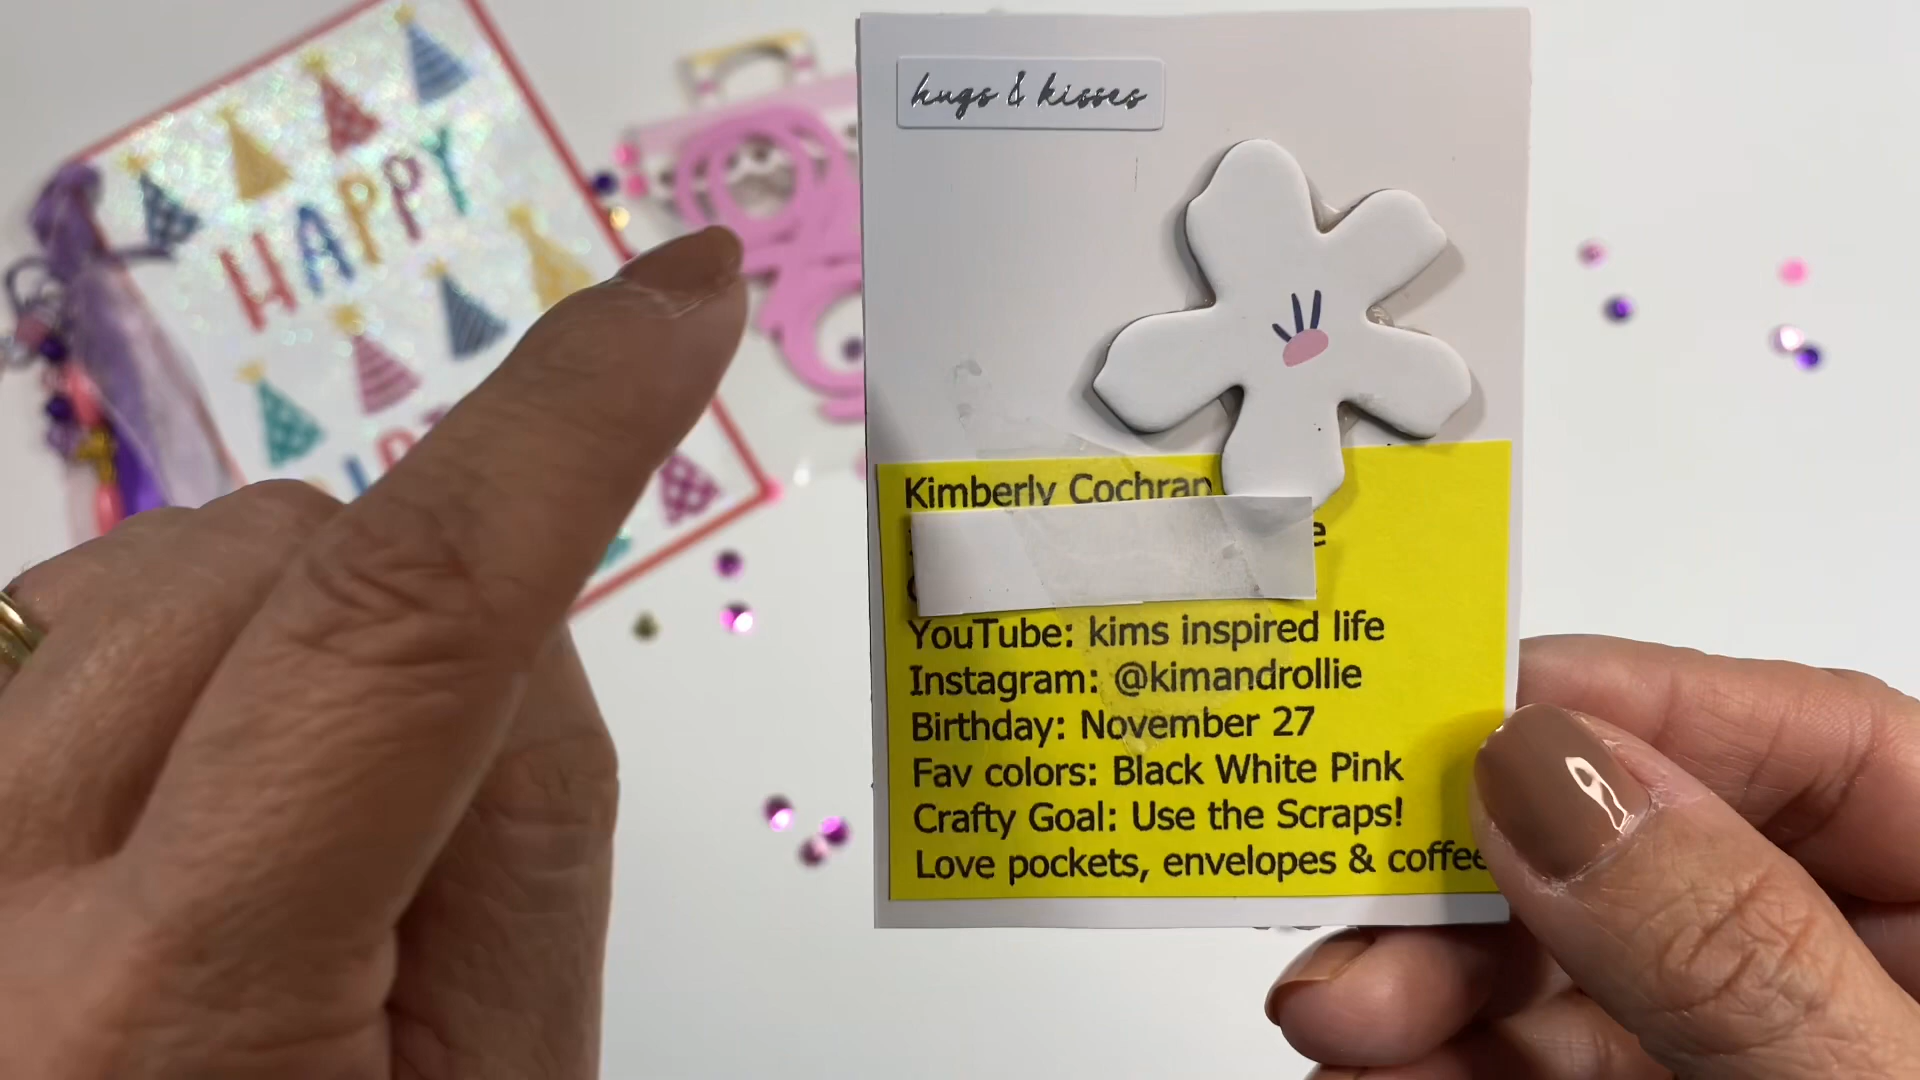 HAPPY
hugs & kisses
Kimberly Cochran
YouTube: kims inspired life
Instagram: @kimandrollie
Birthday: November 27
Fav colors: Black White Pink
Crafty Goal: Use the Scraps!
Love pockets, envelopes & coffee